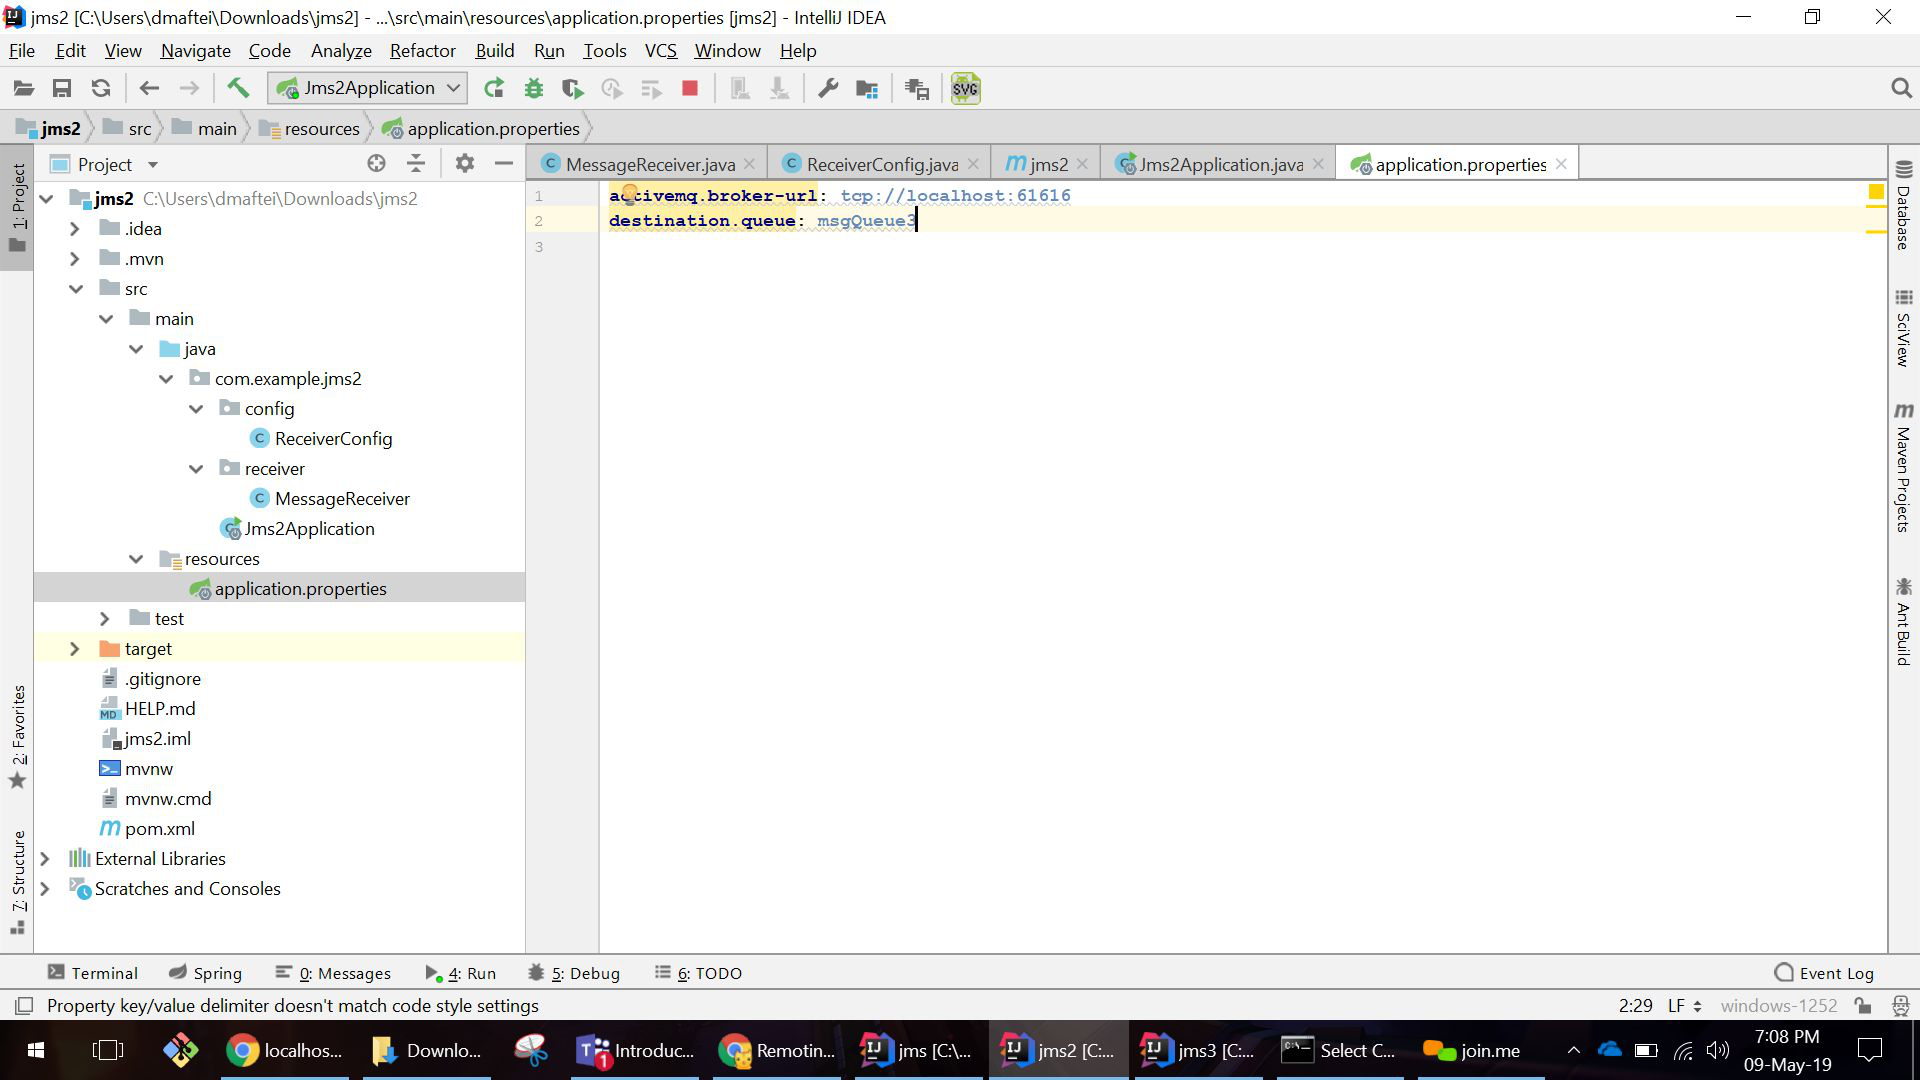 jms2 [C:\Users\dmaftei\Downloads\jms2] - ...\src\main\resources\application.properties [jms2] - IntelliJ IDEA
File Edit View Navigate Code Analyze Refactor Build Run Tools VCS Window Help
Jms2Application
SVG
jms2 src main resources application.properties
Project
MessageReceiver.java ReceiverConfig.java jms2 Jms2Application.java application.properties
1: Project
2: Favorites
7: Structure
jms2 C:\Users\dmaftei\Downloads\jms2
.idea
.mvn
src
main
java
com.example.jms2
config
ReceiverConfig
receiver
MessageReceiver
Jms2Application
resources
application.properties
test
target
.gitignore
HELP.md
jms2.iml
mvnw
mvnw.cmd
pom.xml
External Libraries
Scratches and Consoles
1 activemq.broker-url: tcp://localhost:61616
2 destination.queue: msgQueue3
3
Database
SciView
Maven Projects
Ant Build
Terminal Spring 0: Messages 4: Run 5: Debug 6: TODO Event Log
Property key/value delimiter doesn't match code style settings 2:29 LF windows-1252
localhos... Downlo... Introduc... Remotin... jms [C:\... jms2 [C:... jms3 [C:... Select C... join.me
7:08 PM
09-May-19